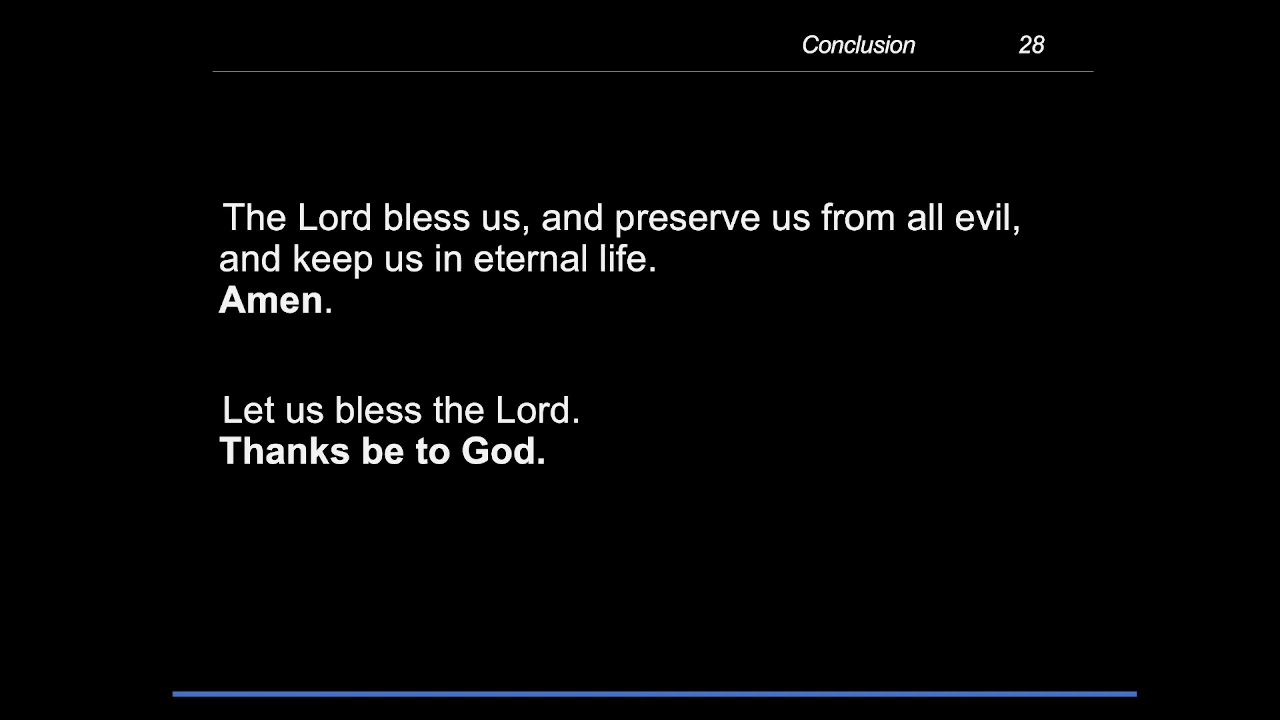 Conclusion 28
The Lord bless us, and preserve us from all evil,
and keep us in eternal life.
Amen.
Let us bless the Lord.
Thanks be to God.